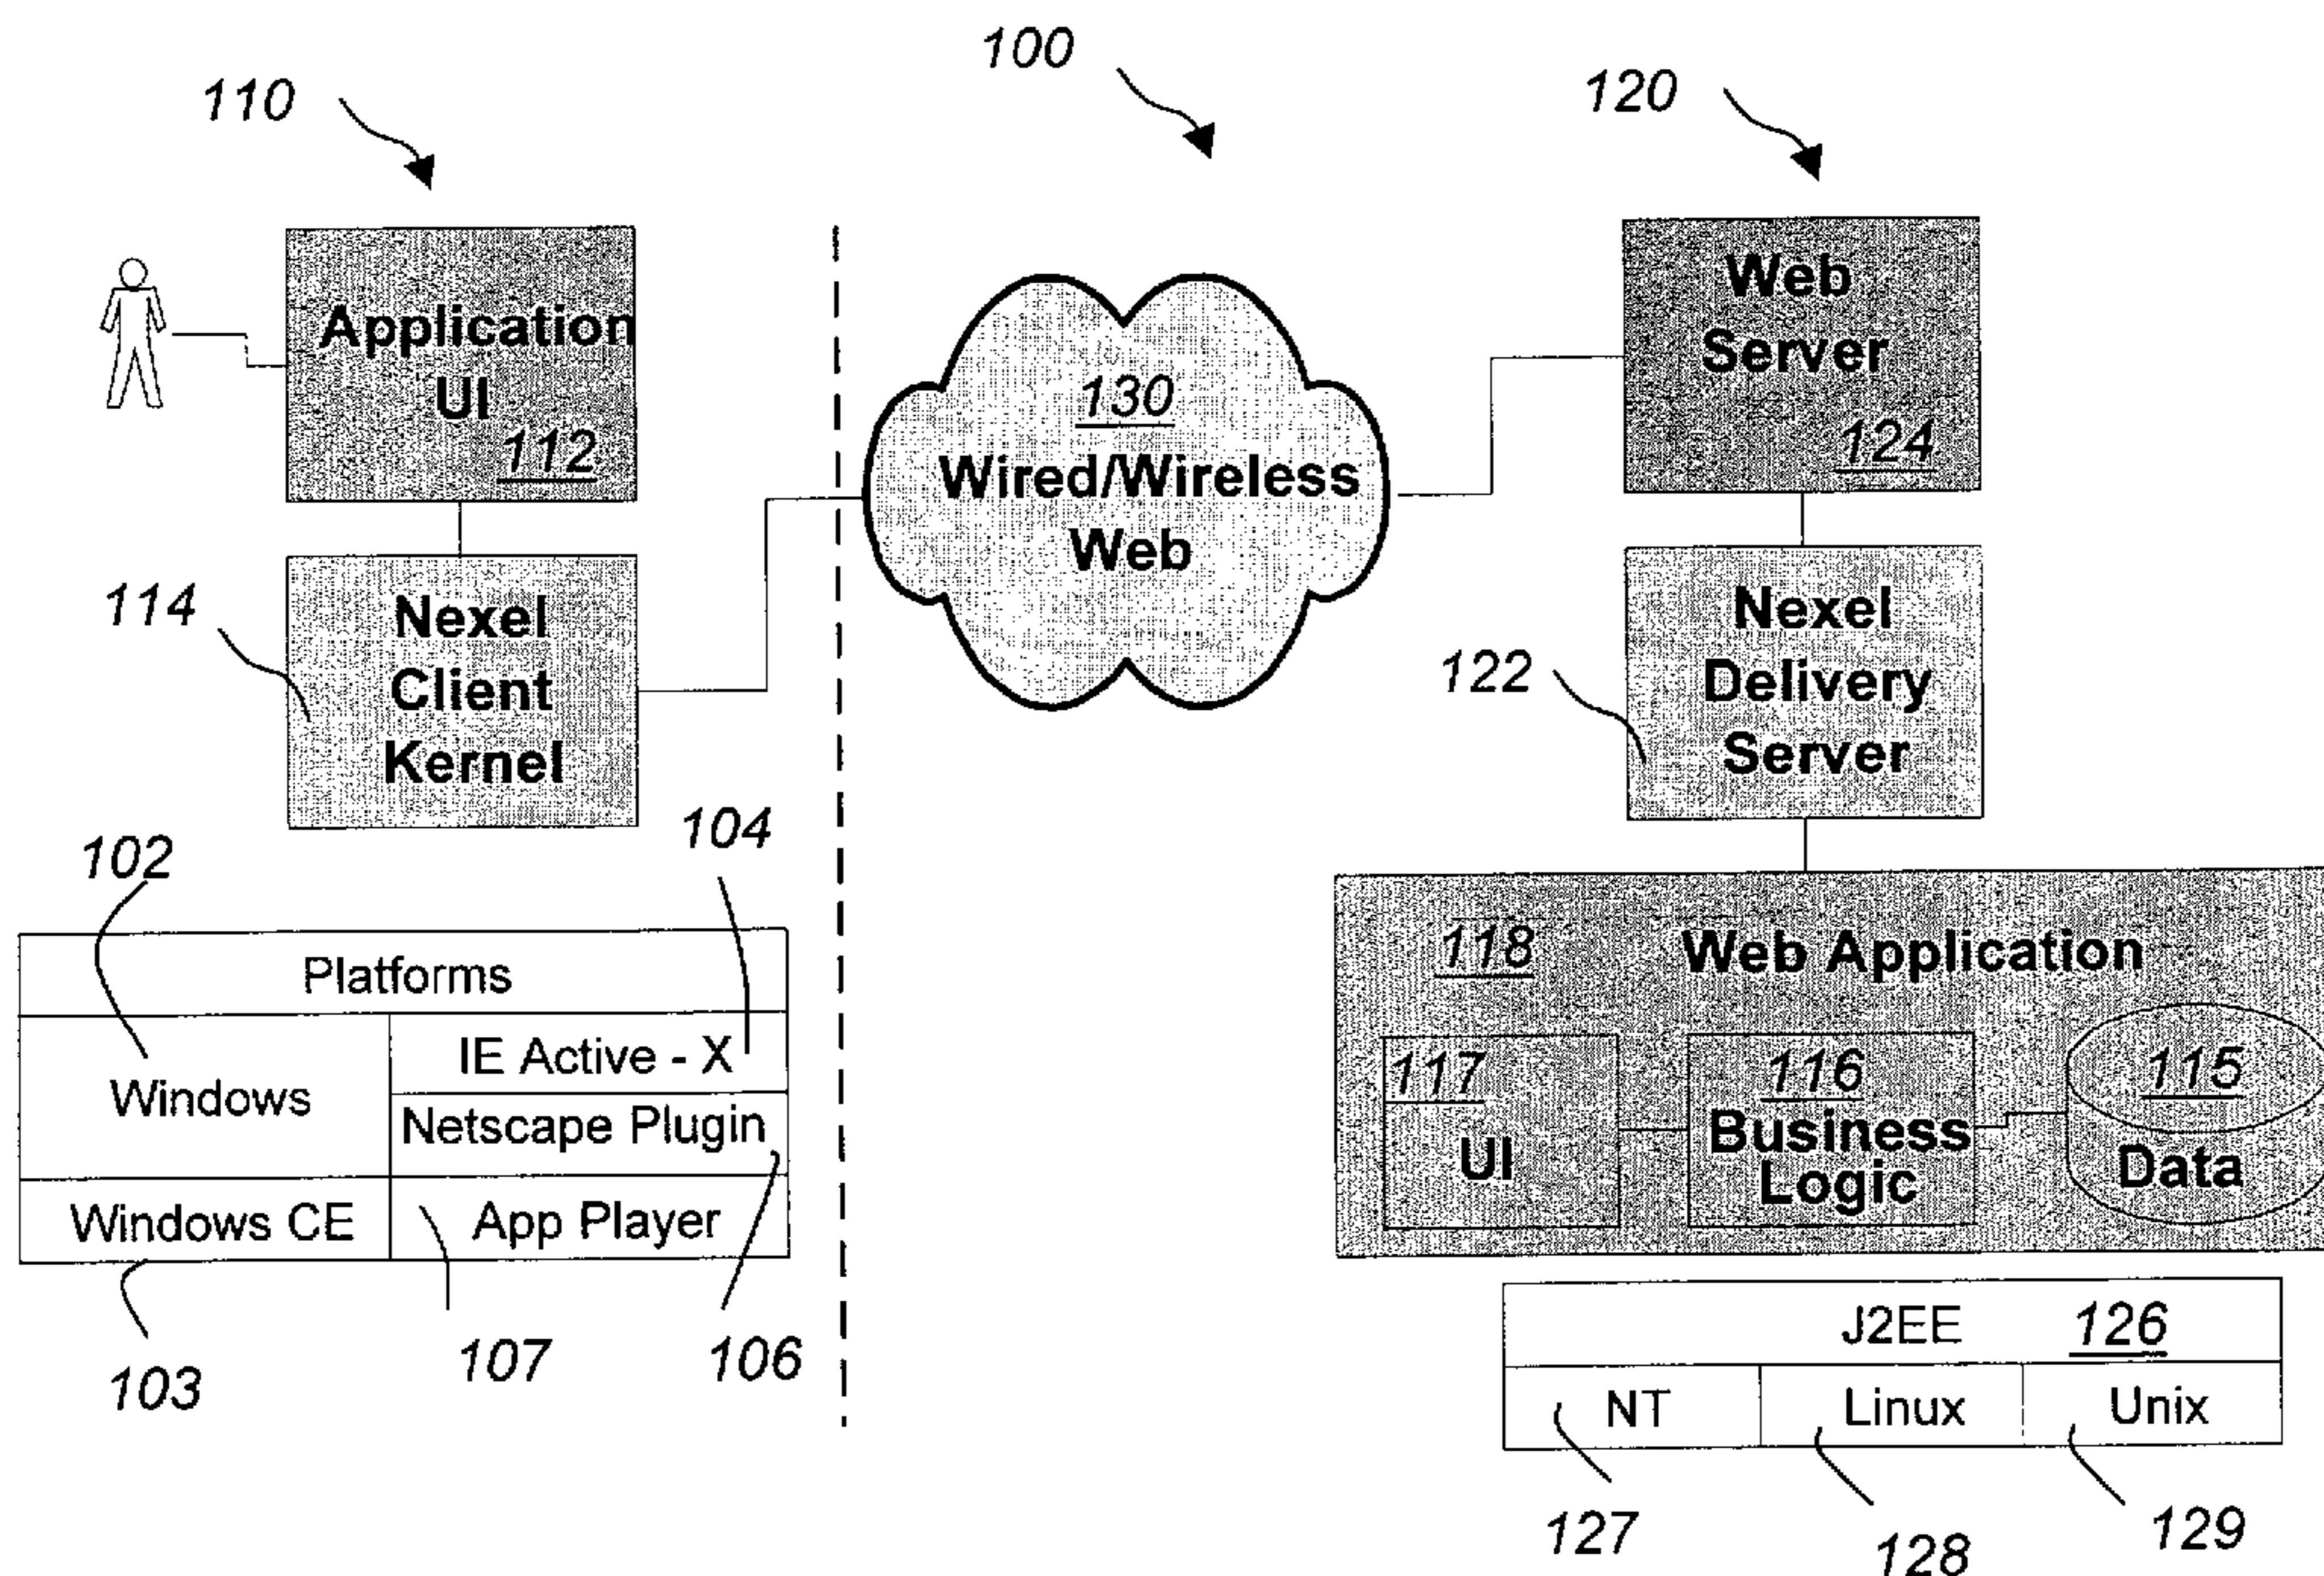 100
110
120
Application
UI
112
Nexel
Client
Kernel
114
130
Wired/Wireless
Web
Web
Server
124
Nexel
Delivery
Server
122
102
104
Platforms
Windows
IE Active - X
Netscape Plugin
Windows CE
App Player
103
107
106
118
Web Application
117
UI
116
Business
Logic
115
Data
J2EE
126
NT
Linux
Unix
127
128
129